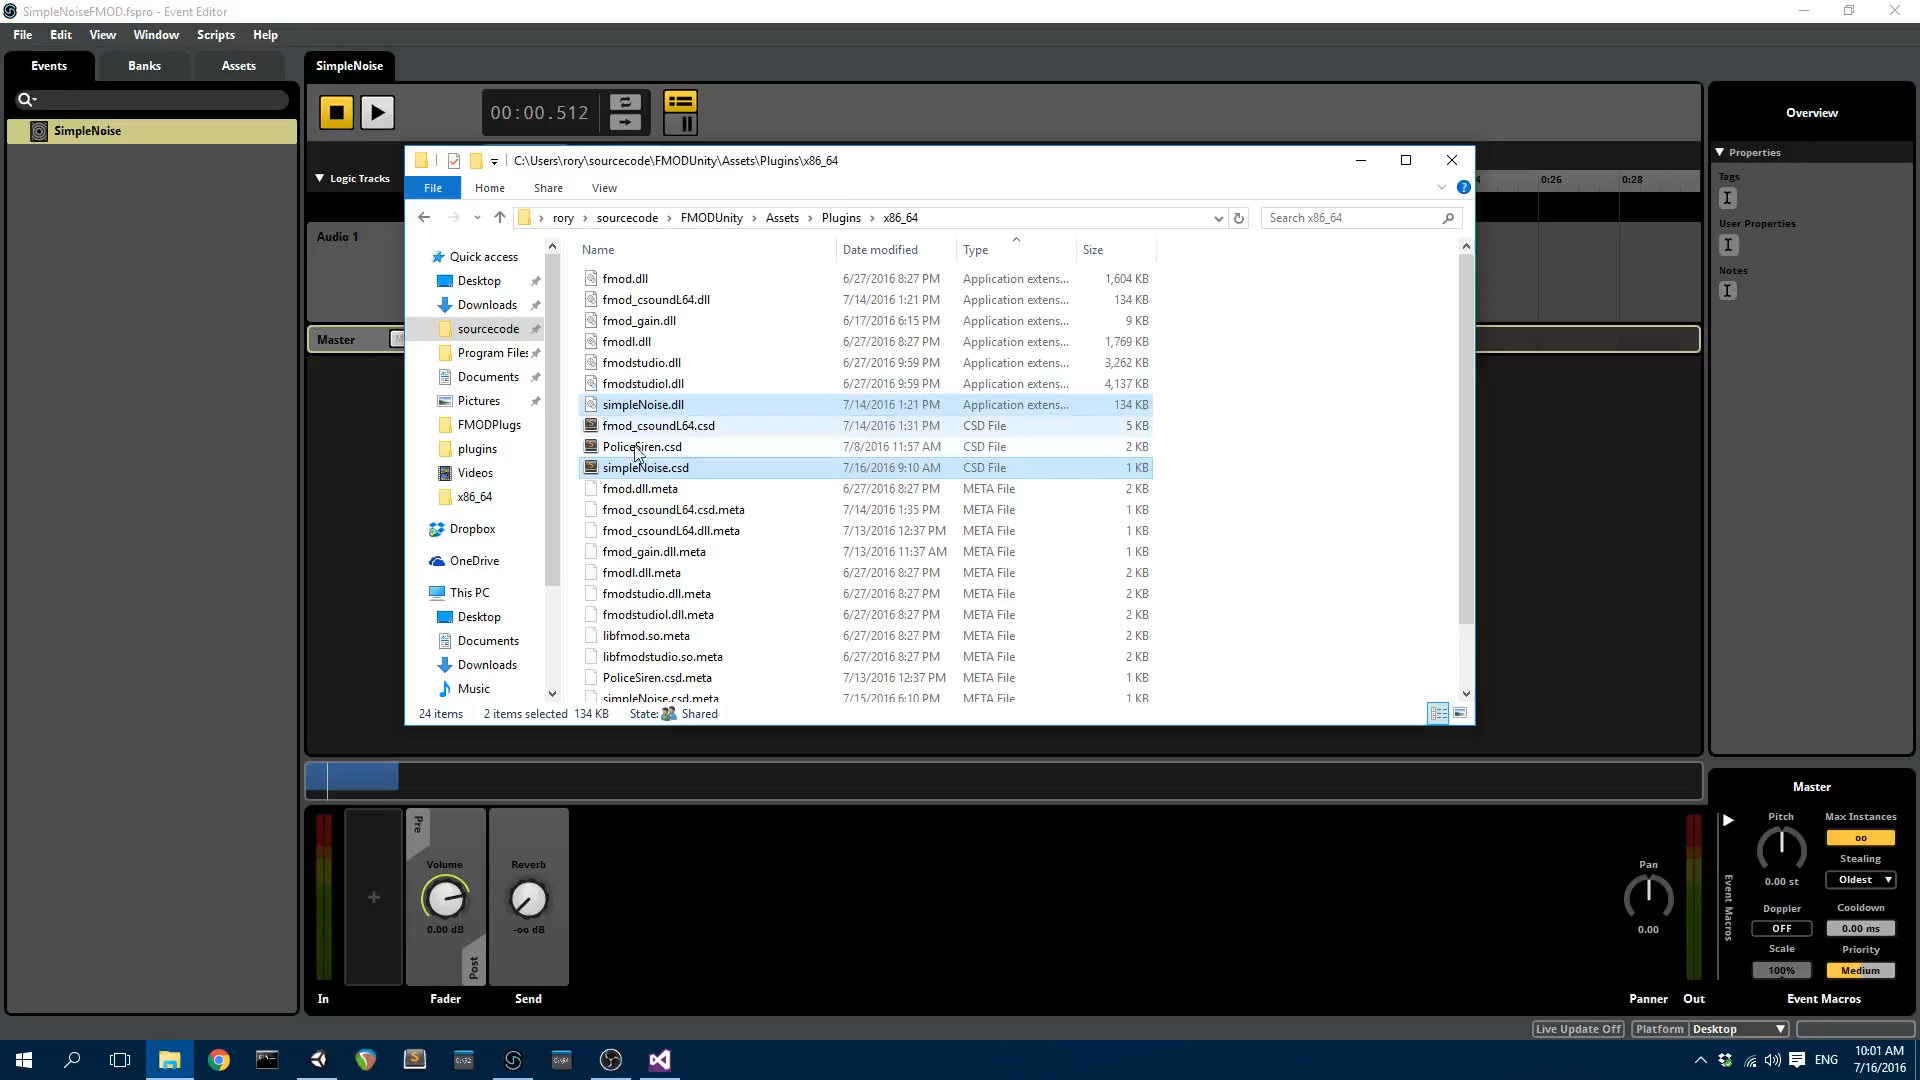 SimpleNoiseFMOD.fspro - Event Editor
File Edit View Window Scripts Help
Events Banks Assets SimpleNoise
SimpleNoise
00:00.512
Overview
Properties
Tags
User Properties
Notes
Logic Tracks
0:26 0:28
Audio 1
Master
C:\Users\rory\sourcecode\FMODUnity\Assets\Plugins\x86_64
File Home Share View
rory sourcecode FMODUnity Assets Plugins x86_64
Search x86_64
Quick access
Desktop
Downloads
sourcecode
Program Files
Documents
Pictures
FMODPlugs
plugins
Videos
x86_64
Dropbox
OneDrive
This PC
Desktop
Documents
Downloads
Music
Name Date modified Type Size
fmod.dll 6/27/2016 8:27 PM Application extens... 1,604 KB
fmod_csoundL64.dll 7/14/2016 1:21 PM Application extens... 134 KB
fmod_gain.dll 6/17/2016 6:15 PM Application extens... 9 KB
fmodl.dll 6/27/2016 8:27 PM Application extens... 1,769 KB
fmodstudio.dll 6/27/2016 9:59 PM Application extens... 3,262 KB
fmodstudiol.dll 6/27/2016 9:59 PM Application extens... 4,137 KB
simpleNoise.dll 7/14/2016 1:21 PM Application extens... 134 KB
fmod_csoundL64.csd 7/14/2016 1:31 PM CSD File 5 KB
PoliceSiren.csd 7/8/2016 11:57 AM CSD File 2 KB
simpleNoise.csd 7/16/2016 9:10 AM CSD File 1 KB
fmod.dll.meta 6/27/2016 8:27 PM META File 2 KB
fmod_csoundL64.csd.meta 7/14/2016 1:35 PM META File 1 KB
fmod_csoundL64.dll.meta 7/13/2016 12:37 PM META File 1 KB
fmod_gain.dll.meta 7/13/2016 11:37 AM META File 1 KB
fmodl.dll.meta 6/27/2016 8:27 PM META File 2 KB
fmodstudio.dll.meta 6/27/2016 8:27 PM META File 2 KB
fmodstudiol.dll.meta 6/27/2016 8:27 PM META File 2 KB
libfmod.so.meta 6/27/2016 8:27 PM META File 2 KB
libfmodstudio.so.meta 6/27/2016 8:27 PM META File 2 KB
PoliceSiren.csd.meta 7/13/2016 12:37 PM META File 1 KB
simpleNoise.csd.meta 7/15/2016 6:10 PM META File 1 KB
24 items 2 items selected 134 KB State: Shared
Pre
Volume
0.00 dB
Post
Reverb
-oo dB
In Fader Send
Pan
0.00
Panner Out
Event Macros
Master
Pitch Max Instances
oo
Stealing
0.00 st Oldest
Doppler Cooldown
OFF 0.00 ms
Scale Priority
100% Medium
Event Macros
Live Update Off Platform Desktop
ENG
10:01 AM
7/16/2016